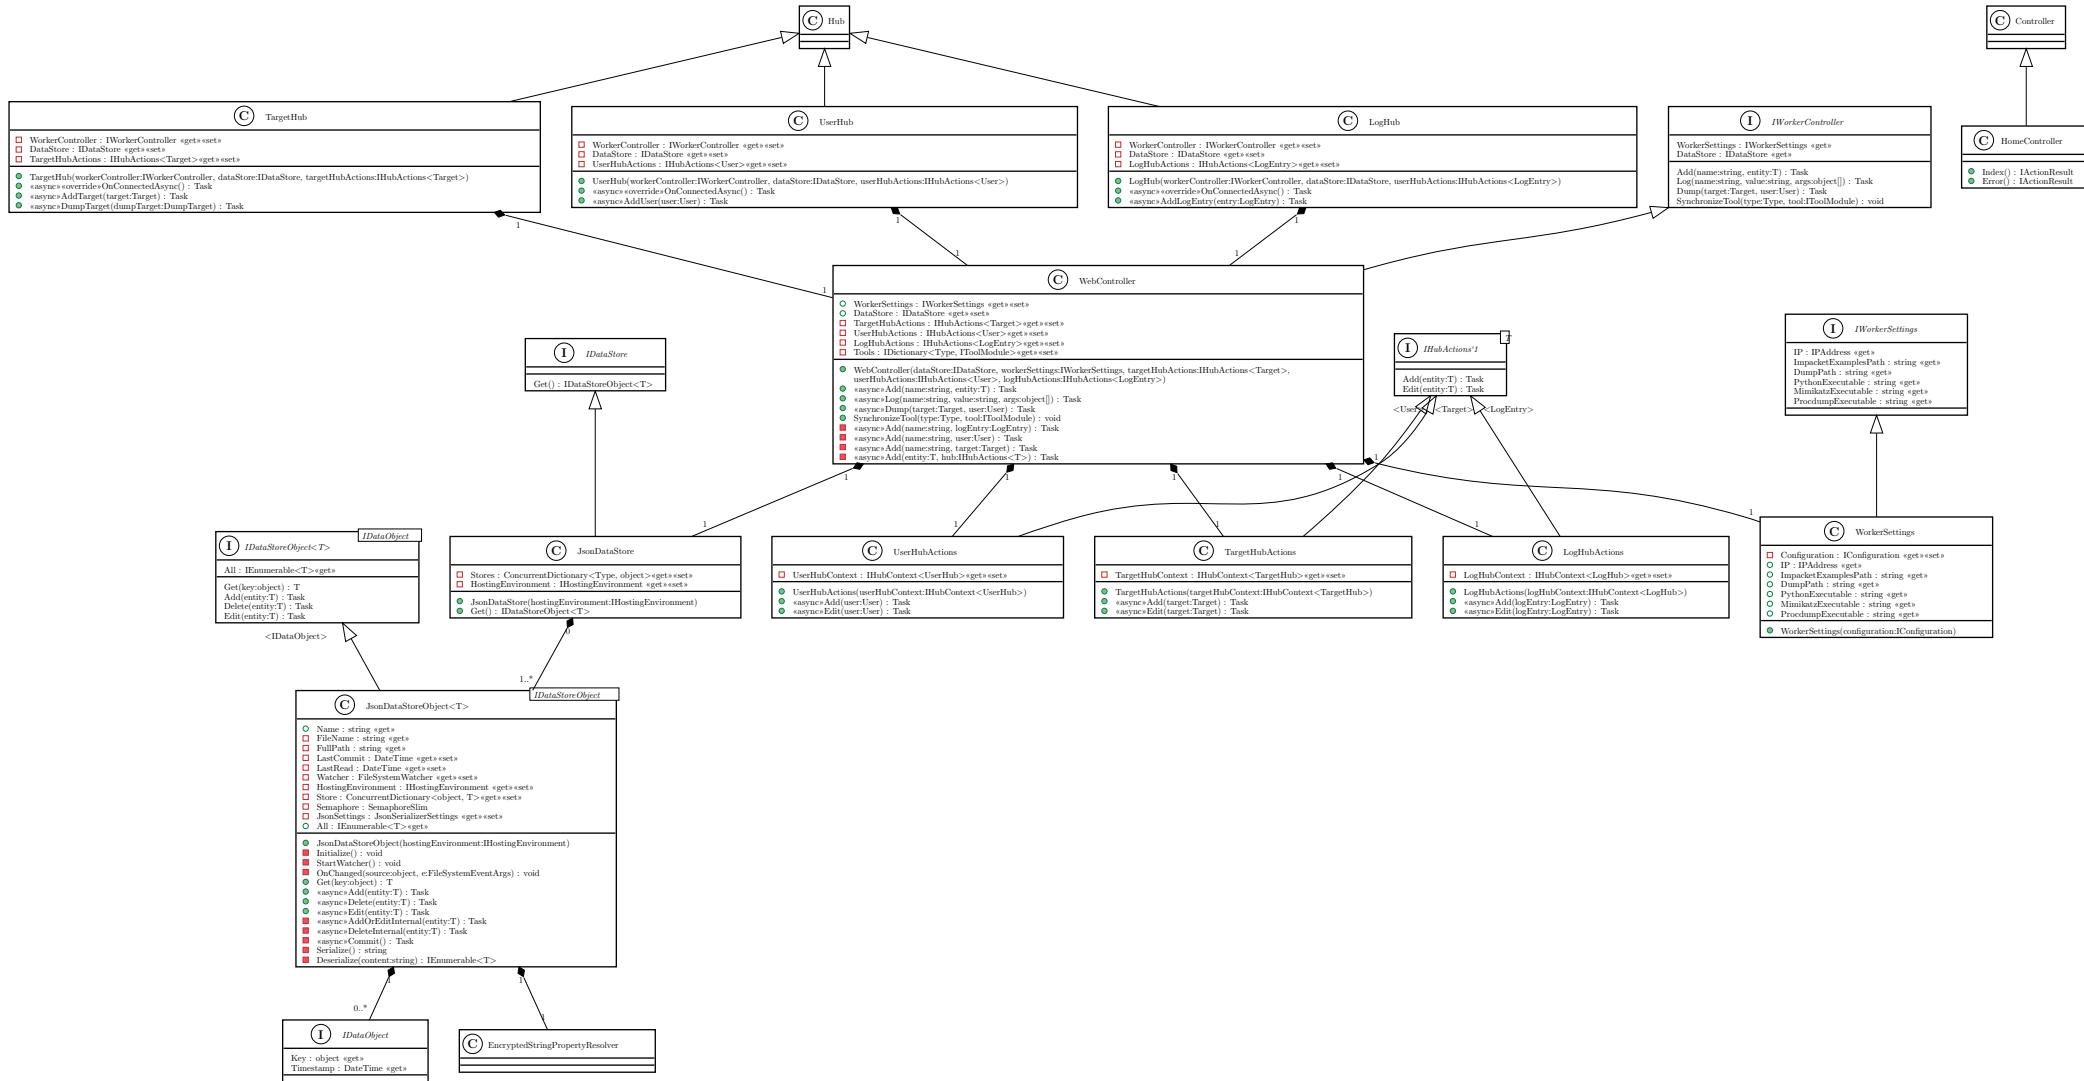 C Hub
C Controller
C TargetHub
WorkerController : IWorkerController «get»«set»
DataStore : IDataStore «get»«set»
TargetHubActions : IHubActions<Target>«get»«set»
TargetHub(workerController:IWorkerController, dataStore:IDataStore, targetHubActions:IHubActions<Target>)
«async»«override»OnConnectedAsync() : Task
«async»AddTarget(target:Target) : Task
«async»DumpTarget(dumpTarget:DumpTarget) : Task
C UserHub
WorkerController : IWorkerController «get»«set»
DataStore : IDataStore «get»«set»
UserHubActions : IHubActions<User>«get»«set»
UserHub(workerController:IWorkerController, dataStore:IDataStore, userHubActions:IHubActions<User>)
«async»«override»OnConnectedAsync() : Task
«async»AddUser(user:User) : Task
C LogHub
WorkerController : IWorkerController «get»«set»
DataStore : IDataStore «get»«set»
LogHubActions : IHubActions<LogEntry>«get»«set»
LogHub(workerController:IWorkerController, dataStore:IDataStore, userHubActions:IHubActions<LogEntry>)
«async»«override»OnConnectedAsync() : Task
«async»AddLogEntry(entry:LogEntry) : Task
I IWorkerController
WorkerSettings : IWorkerSettings «get»
DataStore : IDataStore «get»
Add(name:string, entity:T) : Task
Log(name:string, value:string, args:object[]) : Task
Dump(target:Target, user:User) : Task
SynchronizeTool(type:Type, tool:IToolModule) : void
C HomeController
Index() : IActionResult
Error() : IActionResult
1
1
1
1
1
1
C WebController
WorkerSettings : IWorkerSettings «get»«set»
DataStore : IDataStore «get»«set»
TargetHubActions : IHubActions<Target>«get»«set»
UserHubActions : IHubActions<User>«get»«set»
LogHubActions : IHubActions<LogEntry>«get»«set»
Tools : IDictionary<Type, IToolModule>«get»«set»
WebController(dataStore:IDataStore, workerSettings:IWorkerSettings, targetHubActions:IHubActions<Target>,
userHubActions:IHubActions<User>, logHubActions:IHubActions<LogEntry>)
«async»Add(name:string, entity:T) : Task
«async»Log(name:string, value:string, args:object[]) : Task
«async»Dump(target:Target, user:User) : Task
SynchronizeTool(type:Type, tool:IToolModule) : void
«async»Add(name:string, logEntry:LogEntry) : Task
«async»Add(name:string, user:User) : Task
«async»Add(name:string, target:Target) : Task
«async»Add(entity:T, hub:IHubActions<T>) : Task
I IDataStore
Get() : IDataStoreObject<T>
T
I IHubActions`1
Add(entity:T) : Task
Edit(entity:T) : Task
<User> <Target> <LogEntry>
I IWorkerSettings
IP : IPAddress «get»
ImpacketExamplesPath : string «get»
DumpPath : string «get»
PythonExecutable : string «get»
MimikatzExecutable : string «get»
ProcdumpExecutable : string «get»
1
1
1
1
1
1
1
1
1
1
IDataObject
I IDataStoreObject<T>
All : IEnumerable<T>«get»
Get(key:object) : T
Add(entity:T) : Task
Delete(entity:T) : Task
Edit(entity:T) : Task
<IDataObject>
C JsonDataStore
Stores : ConcurrentDictionary<Type, object>«get»«set»
HostingEnvironment : IHostingEnvironment «get»«set»
JsonDataStore(hostingEnvironment:IHostingEnvironment)
Get() : IDataStoreObject<T>
C UserHubActions
UserHubContext : IHubContext<UserHub>«get»«set»
UserHubActions(userHubContext:IHubContext<UserHub>)
«async»Add(user:User) : Task
«async»Edit(user:User) : Task
C TargetHubActions
TargetHubContext : IHubContext<TargetHub>«get»«set»
TargetHubActions(targetHubContext:IHubContext<TargetHub>)
«async»Add(target:Target) : Task
«async»Edit(target:Target) : Task
C LogHubActions
LogHubContext : IHubContext<LogHub>«get»«set»
LogHubActions(logHubContext:IHubContext<LogHub>)
«async»Add(logEntry:LogEntry) : Task
«async»Edit(logEntry:LogEntry) : Task
C WorkerSettings
Configuration : IConfiguration «get»«set»
IP : IPAddress «get»
ImpacketExamplesPath : string «get»
DumpPath : string «get»
PythonExecutable : string «get»
MimikatzExecutable : string «get»
ProcdumpExecutable : string «get»
WorkerSettings(configuration:IConfiguration)
0
1..*
IDataStoreObject
C JsonDataStoreObject<T>
Name : string «get»
FileName : string «get»
FullPath : string «get»
LastCommit : DateTime «get»«set»
LastRead : DateTime «get»«set»
Watcher : FileSystemWatcher «get»«set»
HostingEnvironment : IHostingEnvironment «get»«set»
Store : ConcurrentDictionary<object, T>«get»«set»
Semaphore : SemaphoreSlim
JsonSettings : JsonSerializerSettings «get»«set»
All : IEnumerable<T>«get»
JsonDataStoreObject(hostingEnvironment:IHostingEnvironment)
Initialize() : void
StartWatcher() : void
OnChanged(source:object, e:FileSystemEventArgs) : void
Get(key:object) : T
«async»Add(entity:T) : Task
«async»Delete(entity:T) : Task
«async»Edit(entity:T) : Task
«async»AddOrEditInternal(entity:T) : Task
«async»DeleteInternal(entity:T) : Task
«async»Commit() : Task
Serialize() : string
Deserialize(content:string) : IEnumerable<T>
1
1
0..*
1
I IDataObject
Key : object «get»
Timestamp : DateTime «get»
C EncryptedStringPropertyResolver